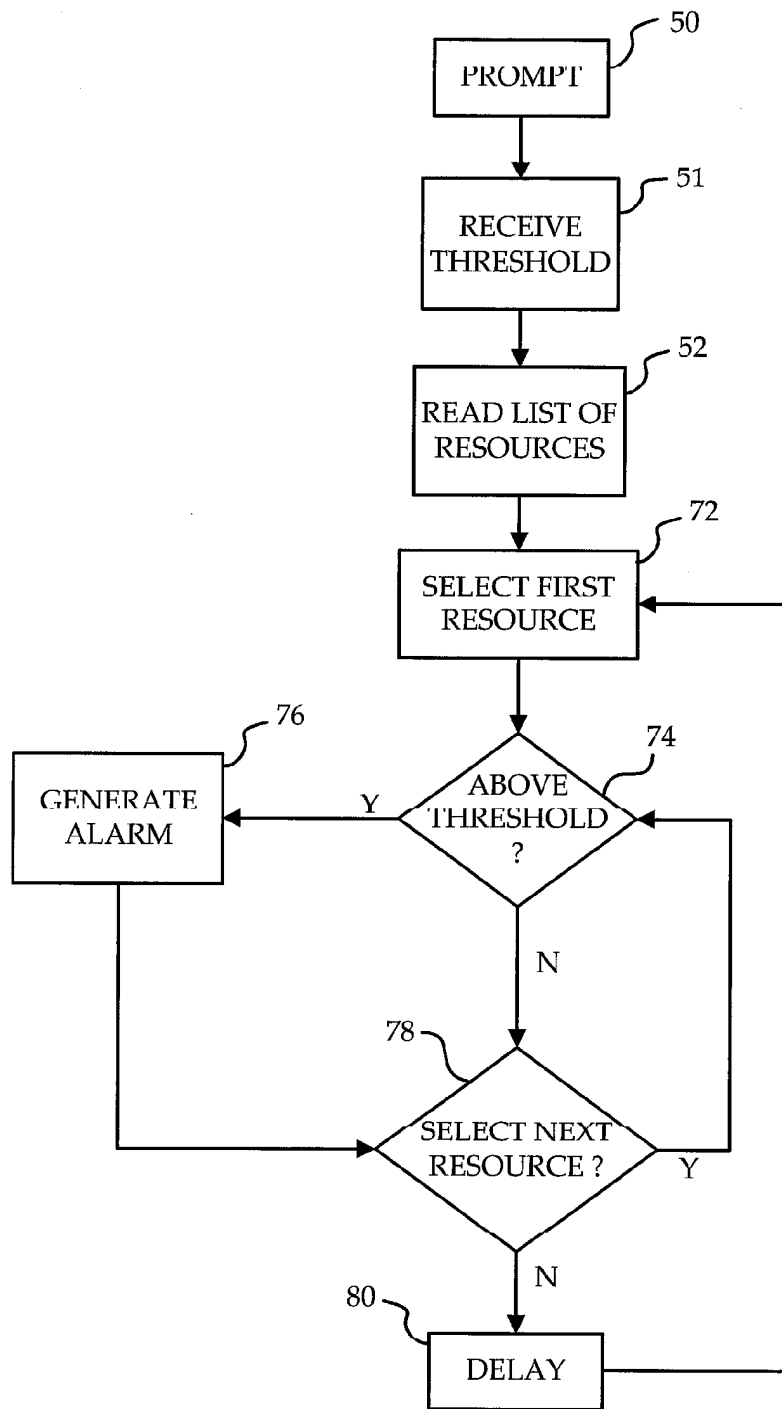 50
PROMPT
51
RECEIVE
THRESHOLD
52
READ LIST OF
RESOURCES
72
SELECT FIRST
RESOURCE
76
GENERATE
ALARM
Y
74
ABOVE
THRESHOLD
?
N
78
SELECT NEXT
RESOURCE ?
Y
N
80
DELAY